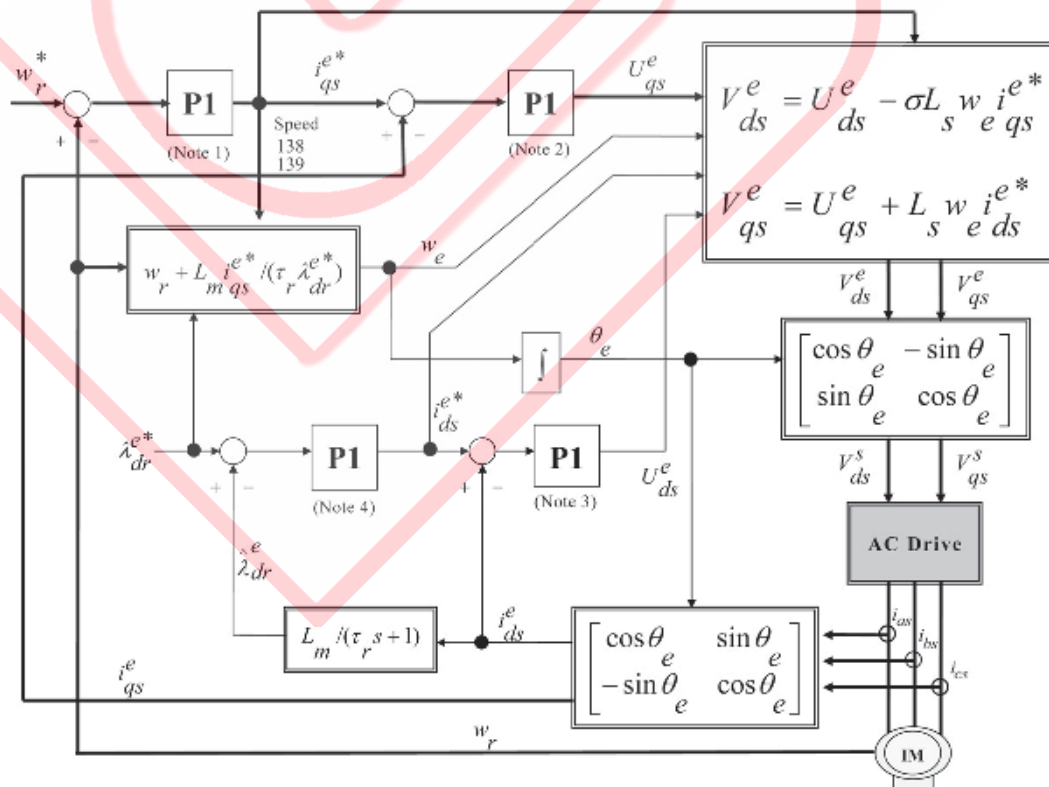 w_r^*
P1
(Note 1)
+ −
i_qs^e*
Speed
138
139
+ −
P1
(Note 2)
U_qs^e
V_ds^e = U_ds^e − σL_s w_e i_qs^e*
V_qs^e = U_qs^e + L_s w_e i_ds^e*
w_r + L_m i_qs^e* /(τ_r λ̂_dr^e*)
w_e
V_ds^e V_qs^e
∫
θ_e
cos θ_e − sin θ_e
sin θ_e cos θ_e
λ̂_dr^e*
+ −
P1
(Note 4)
i_ds^e*
+ −
P1
(Note 3)
U_ds^e
V_ds^s V_qs^s
AC Drive
λ̂_dr^e
L_m /(τ_r s + 1)
i_ds^e
cos θ_e sin θ_e
− sin θ_e cos θ_e
i_as
i_bs
i_cs
i_qs^e
w_r
IM